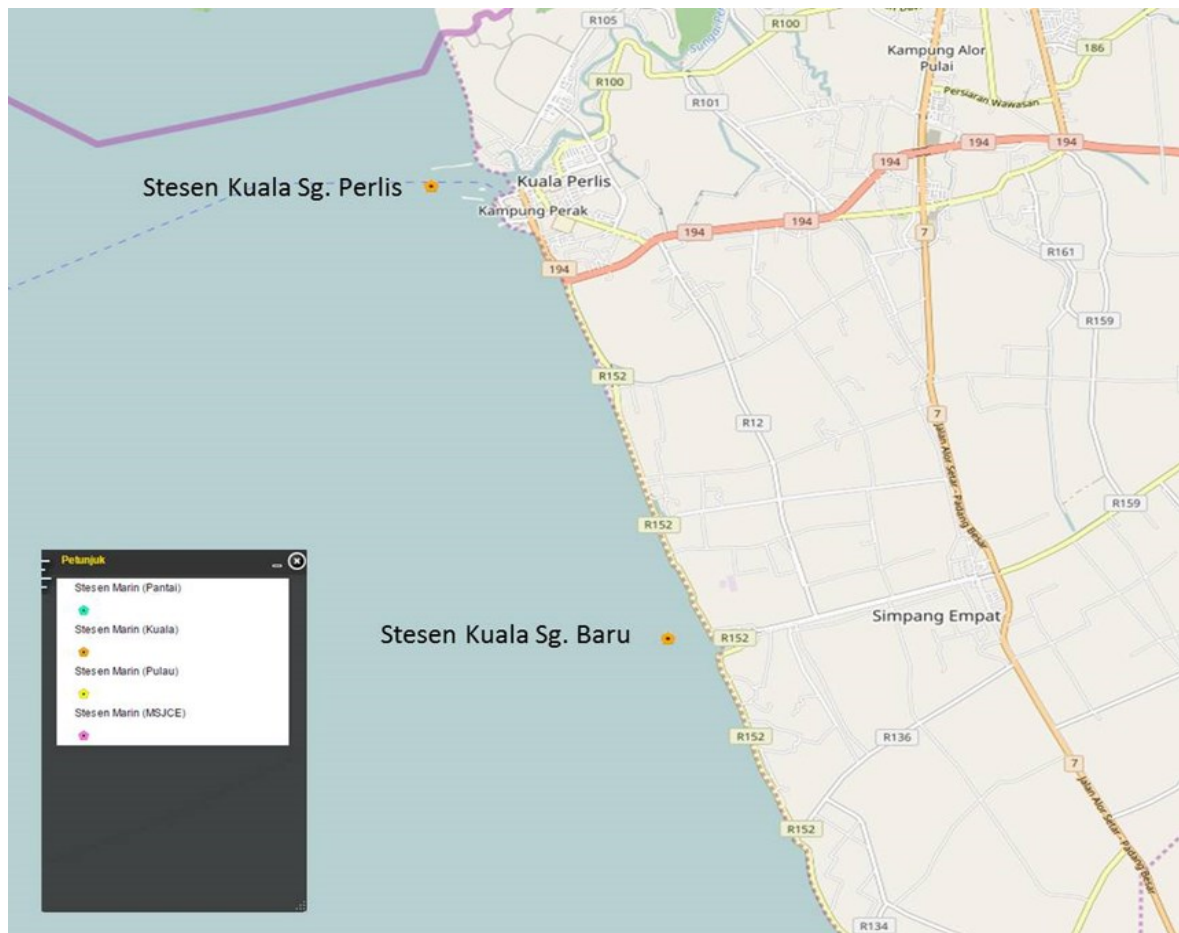 R105
R100
Sungai Pe
Kampung Alor
Pulai
186
R100
R101
Persiaran Wawasan
194
194
194
Stesen Kuala Sg. Perlis
Kuala Perlis
Kampung Perak
194
194
7
194
R161
R159
R152
R12
7
Jalan Alor Setar - Padang Besar
R159
R152
Petunjuk
Stesen Marin (Pantai)
Stesen Marin (Kuala)
Stesen Marin (Pulau)
Stesen Marin (MSJCE)
Simpang Empat
Stesen Kuala Sg. Baru
R152
R152
R136
7
Jalan Alor Setar - Padang Besar
R152
R134